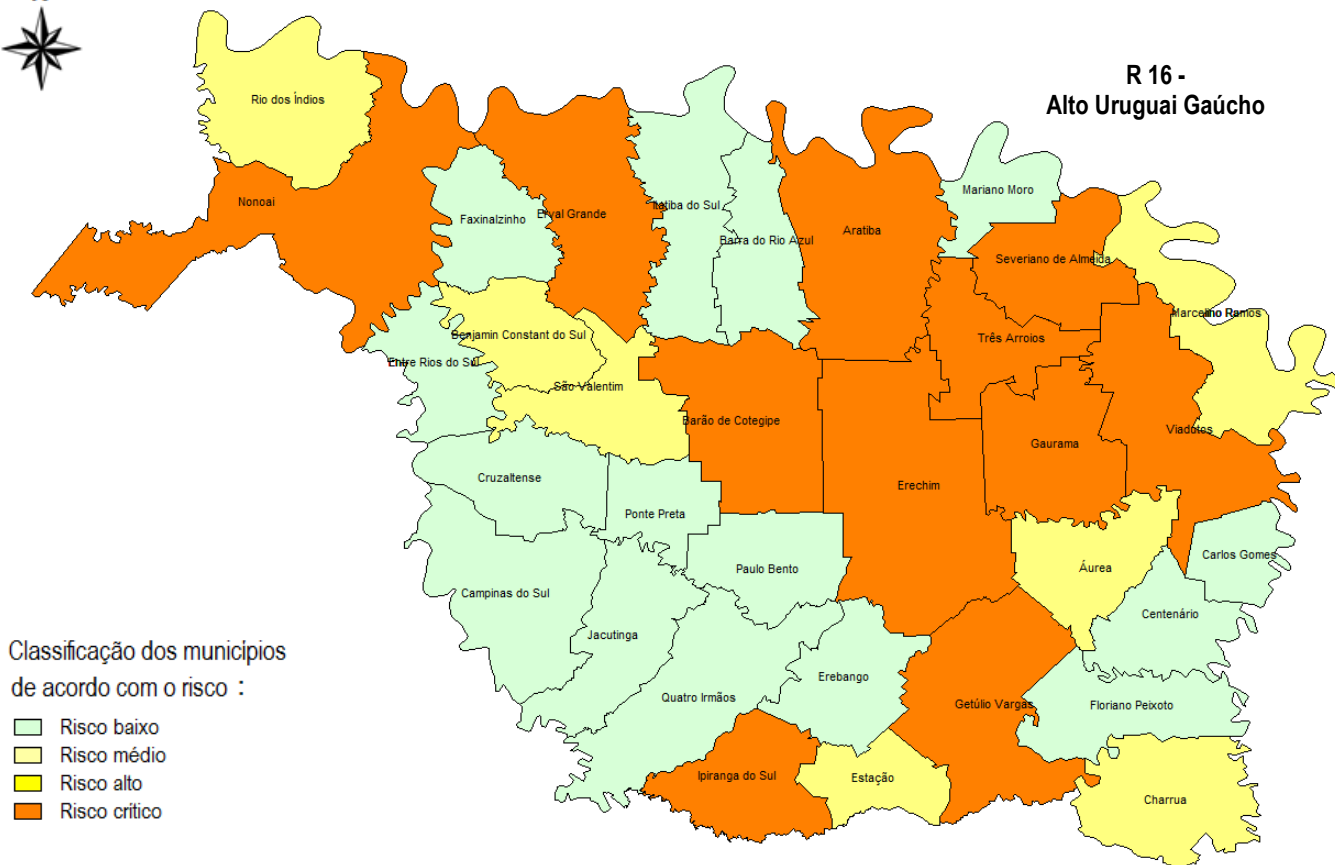 R 16 -
Alto Uruguai Gaúcho
Rio dos Índios
Nonoai
Faxinalzinho
Erval Grande
Itatiba do Sul
Barra do Rio Azul
Aratiba
Mariano Moro
Severiano de Almeida
Marcelino Ramos
Três Arroios
Benjamin Constant do Sul
Entre Rios do Sul
São Valentim
Barão de Cotegipe
Gaurama
Viadutos
Erechim
Cruzaltense
Ponte Preta
Paulo Bento
Áurea
Carlos Gomes
Campinas do Sul
Jacutinga
Centenário
Quatro Irmãos
Erebango
Getúlio Vargas
Floriano Peixoto
Ipiranga do Sul
Estação
Charrua
Classificação dos municípios
de acordo com o risco :
Risco baixo
Risco médio
Risco alto
Risco crítico